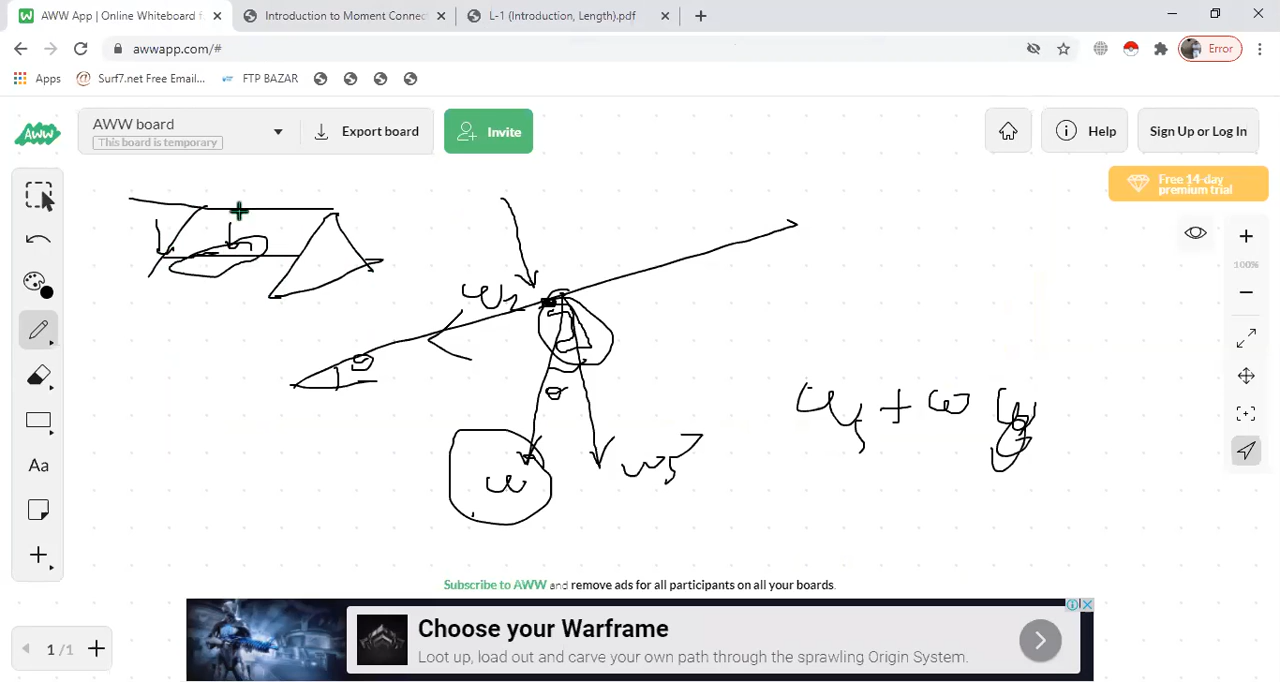 AWW App | Online Whiteboard f
Introduction to Moment Connec
L-1 (Introduction, Length).pdf
awwapp.com/#
Error
Apps
Surf7.net Free Email...
FTP BAZAR
AWW
AWW board
This board is temporary
Export board
Invite
Help
Sign Up or Log In
Free 14-day
premium trial
100%
Aa
w2
θ
θ
w
+ w
Subscribe to AWW and remove ads for all participants on all your boards.
Choose your Warframe
Loot up, load out and carve your own path through the sprawling Origin System.
1 /1